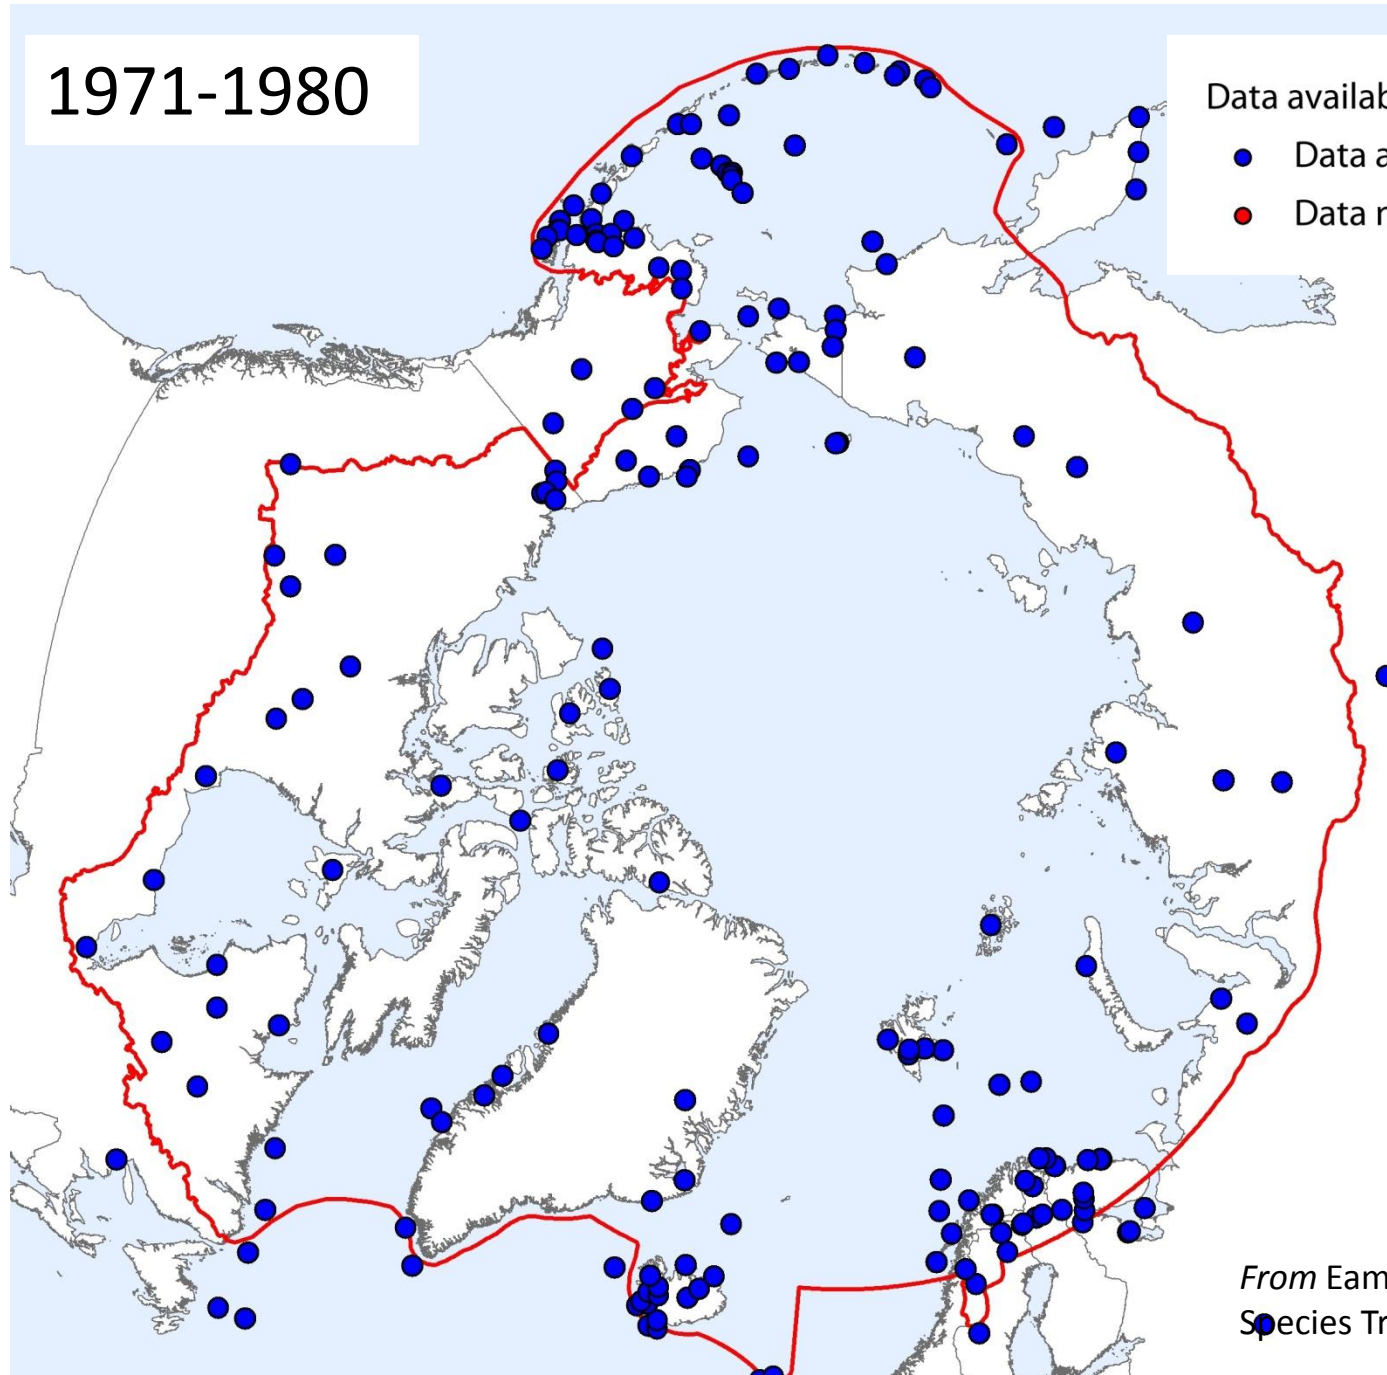 1971-1980
Data availab
Data a
Data r
From Eam
Species Tr